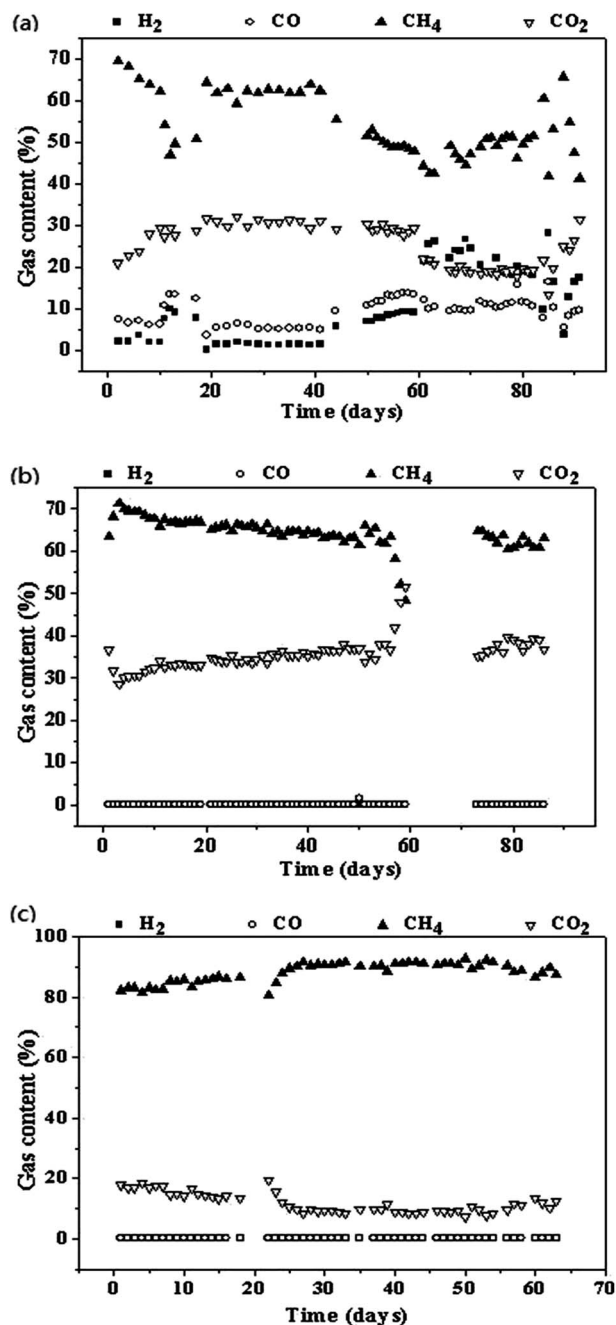 (a) H2 CO CH4 CO2
70
60
50
40
30
20
10
0
Gas content (%)
0 20 40 60 80
Time (days)
(b) H2 CO CH4 CO2
70
60
50
40
30
20
10
0
Gas content (%)
0 20 40 60 80
Time (days)
(c) H2 CO CH4 CO2
100
80
60
40
20
0
Gas content (%)
0 10 20 30 40 50 60 70
Time (days)